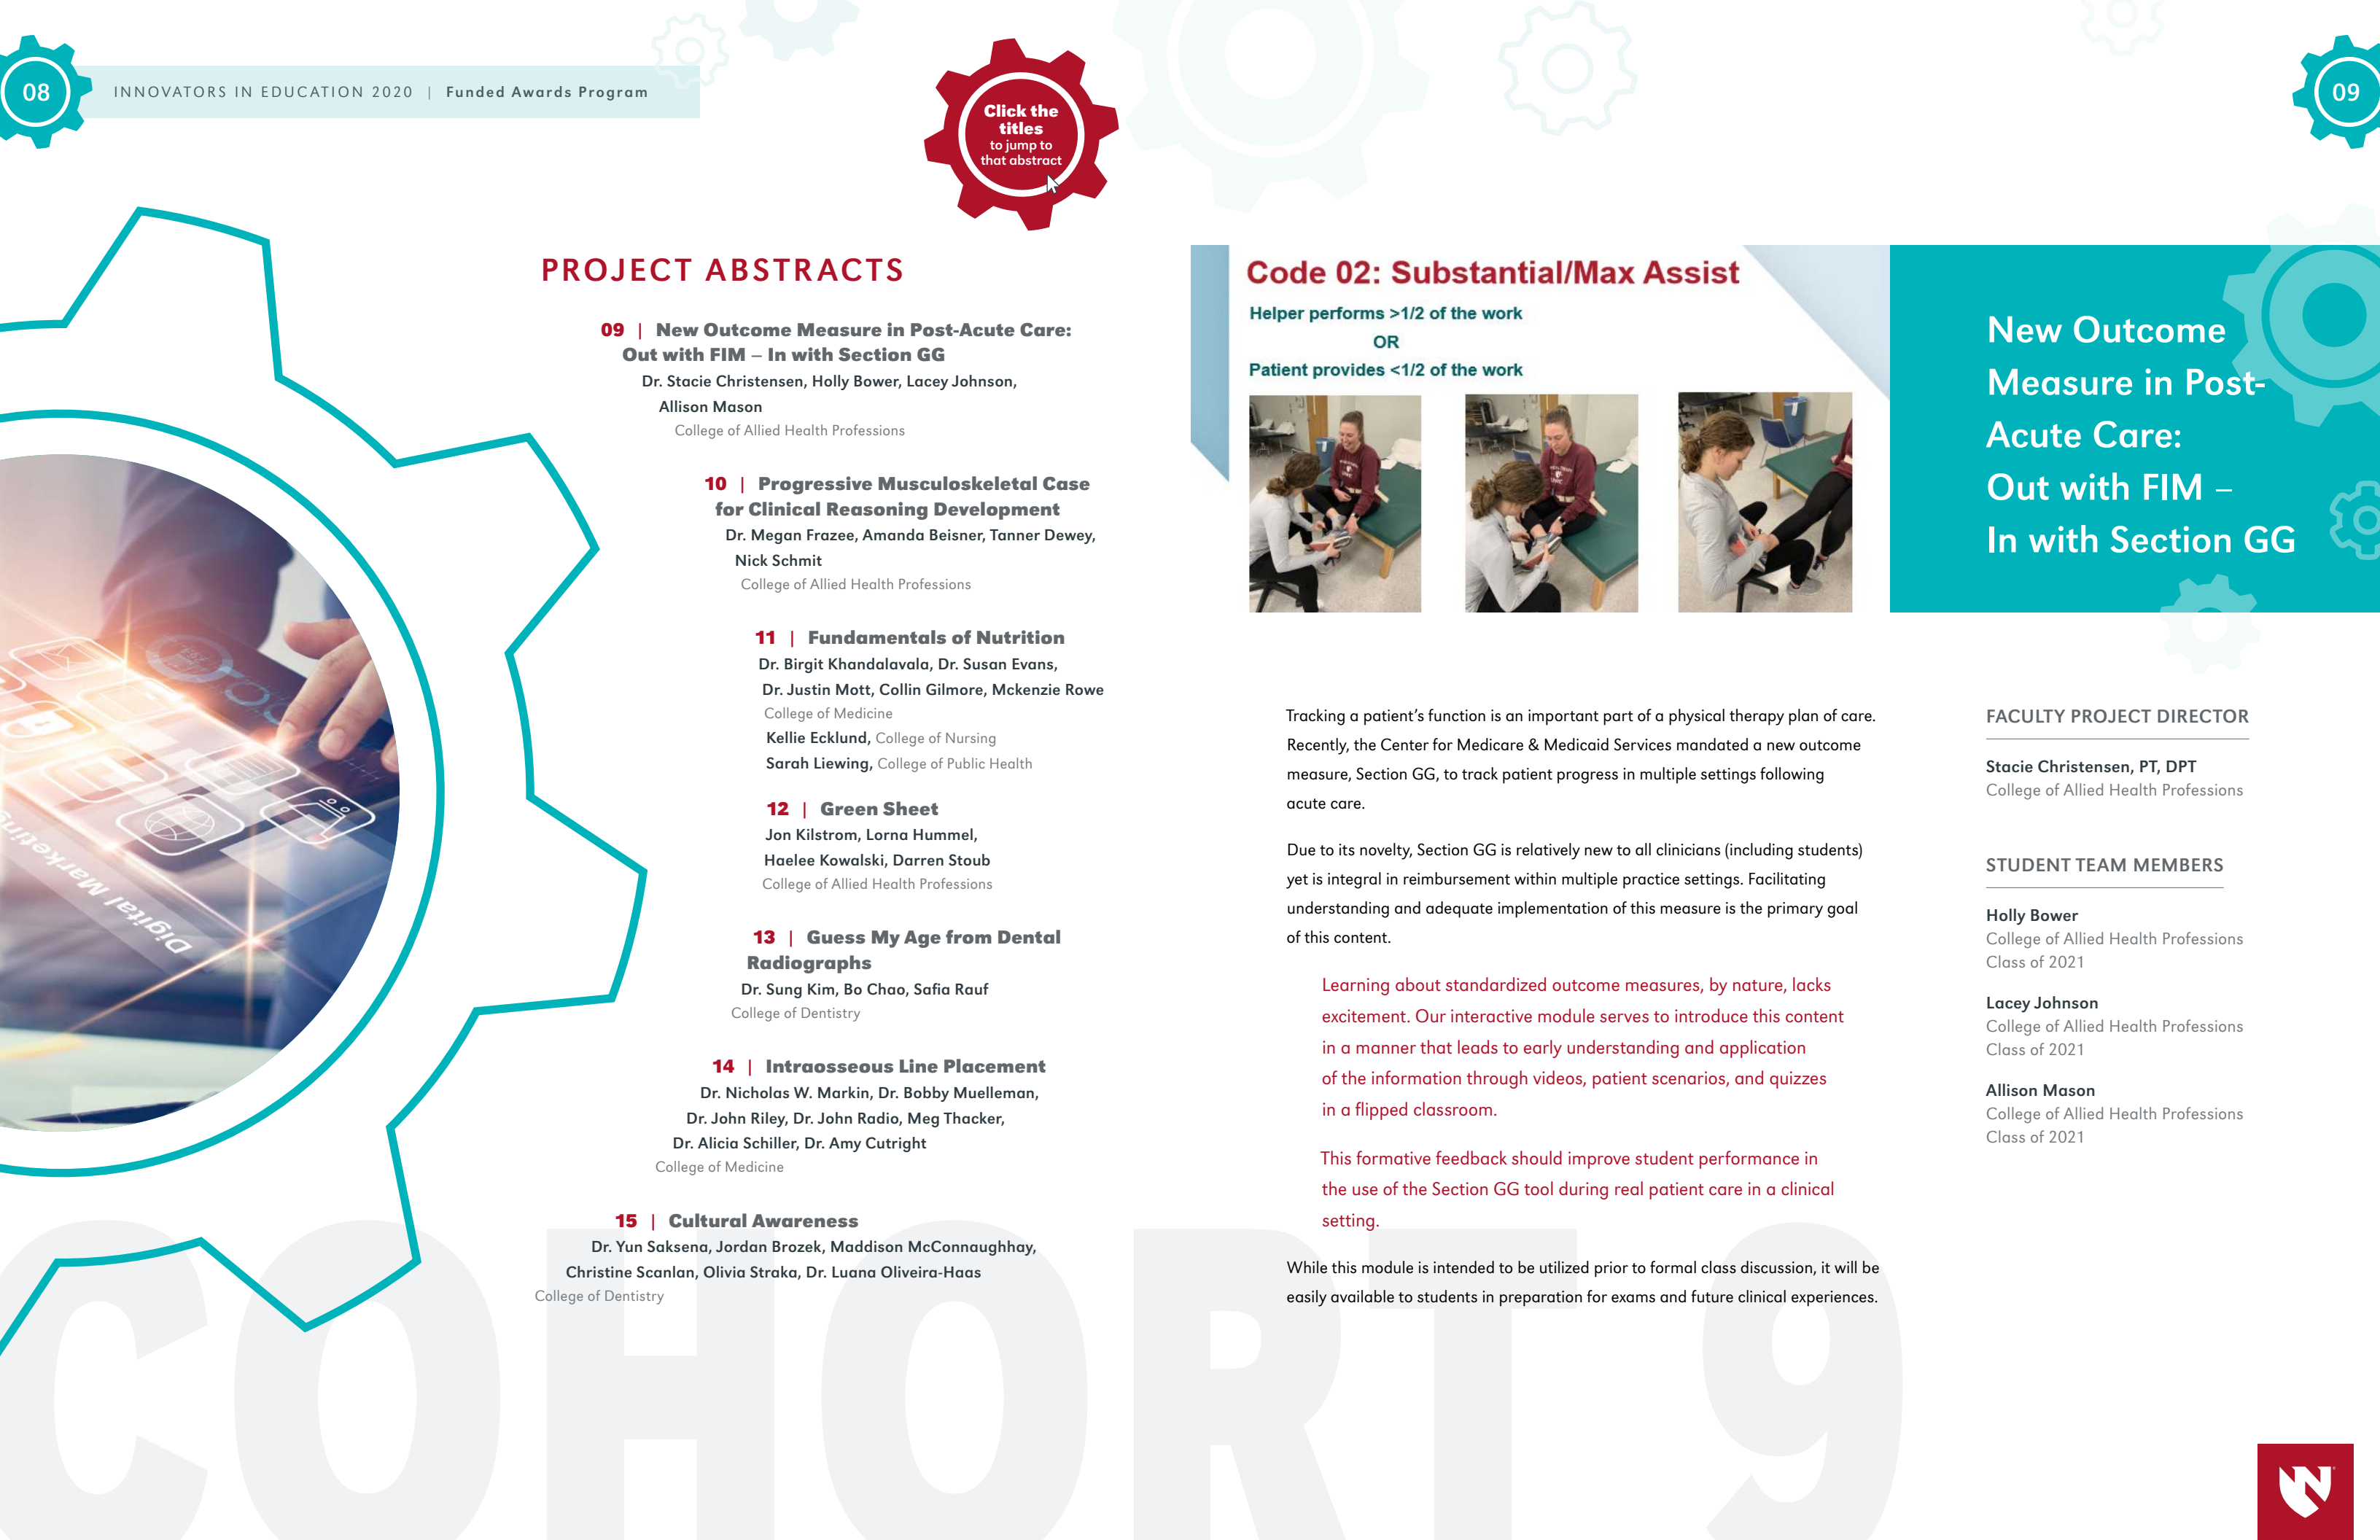 08
INNOVATORS IN EDUCATION 2020 | Funded Awards Program
Click the
titles
to jump to
that abstract
09
PROJECT ABSTRACTS
09 | New Outcome Measure in Post-Acute Care:
Out with FIM – In with Section GG
Dr. Stacie Christensen, Holly Bower, Lacey Johnson,
Allison Mason
College of Allied Health Professions
10 | Progressive Musculoskeletal Case
for Clinical Reasoning Development
Dr. Megan Frazee, Amanda Beisner, Tanner Dewey,
Nick Schmit
College of Allied Health Professions
11 | Fundamentals of Nutrition
Dr. Birgit Khandalavala, Dr. Susan Evans,
Dr. Justin Mott, Collin Gilmore, Mckenzie Rowe
College of Medicine
Kellie Ecklund, College of Nursing
Sarah Liewing, College of Public Health
12 | Green Sheet
Jon Kilstrom, Lorna Hummel,
Haelee Kowalski, Darren Stoub
College of Allied Health Professions
13 | Guess My Age from Dental
Radiographs
Dr. Sung Kim, Bo Chao, Safia Rauf
College of Dentistry
14 | Intraosseous Line Placement
Dr. Nicholas W. Markin, Dr. Bobby Muelleman,
Dr. John Riley, Dr. John Radio, Meg Thacker,
Dr. Alicia Schiller, Dr. Amy Cutright
College of Medicine
15 | Cultural Awareness
Dr. Yun Saksena, Jordan Brozek, Maddison McConnaughhay,
Christine Scanlan, Olivia Straka, Dr. Luana Oliveira-Haas
College of Dentistry
Digital Marketing
Code 02: Substantial/Max Assist
Helper performs >1/2 of the work
OR
Patient provides <1/2 of the work
New Outcome
Measure in Post-
Acute Care:
Out with FIM –
In with Section GG
Tracking a patient's function is an important part of a physical therapy plan of care.
Recently, the Center for Medicare & Medicaid Services mandated a new outcome
measure, Section GG, to track patient progress in multiple settings following
acute care.
Due to its novelty, Section GG is relatively new to all clinicians (including students)
yet is integral in reimbursement within multiple practice settings. Facilitating
understanding and adequate implementation of this measure is the primary goal
of this content.
Learning about standardized outcome measures, by nature, lacks
excitement. Our interactive module serves to introduce this content
in a manner that leads to early understanding and application
of the information through videos, patient scenarios, and quizzes
in a flipped classroom.
This formative feedback should improve student performance in
the use of the Section GG tool during real patient care in a clinical
setting.
While this module is intended to be utilized prior to formal class discussion, it will be
easily available to students in preparation for exams and future clinical experiences.
FACULTY PROJECT DIRECTOR
Stacie Christensen, PT, DPT
College of Allied Health Professions
STUDENT TEAM MEMBERS
Holly Bower
College of Allied Health Professions
Class of 2021
Lacey Johnson
College of Allied Health Professions
Class of 2021
Allison Mason
College of Allied Health Professions
Class of 2021
COHORT 9